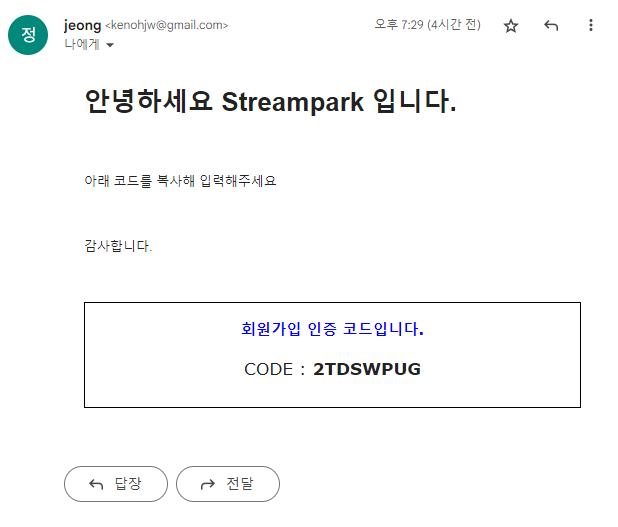 정
jeong <kenohjw@gmail.com>
오후 7:29 (4시간 전)
나에게
안녕하세요 Streampark 입니다.
아래 코드를 복사해 입력해주세요
감사합니다.
회원가입 인증 코드입니다.
CODE : 2TDSWPUG
답장
전달